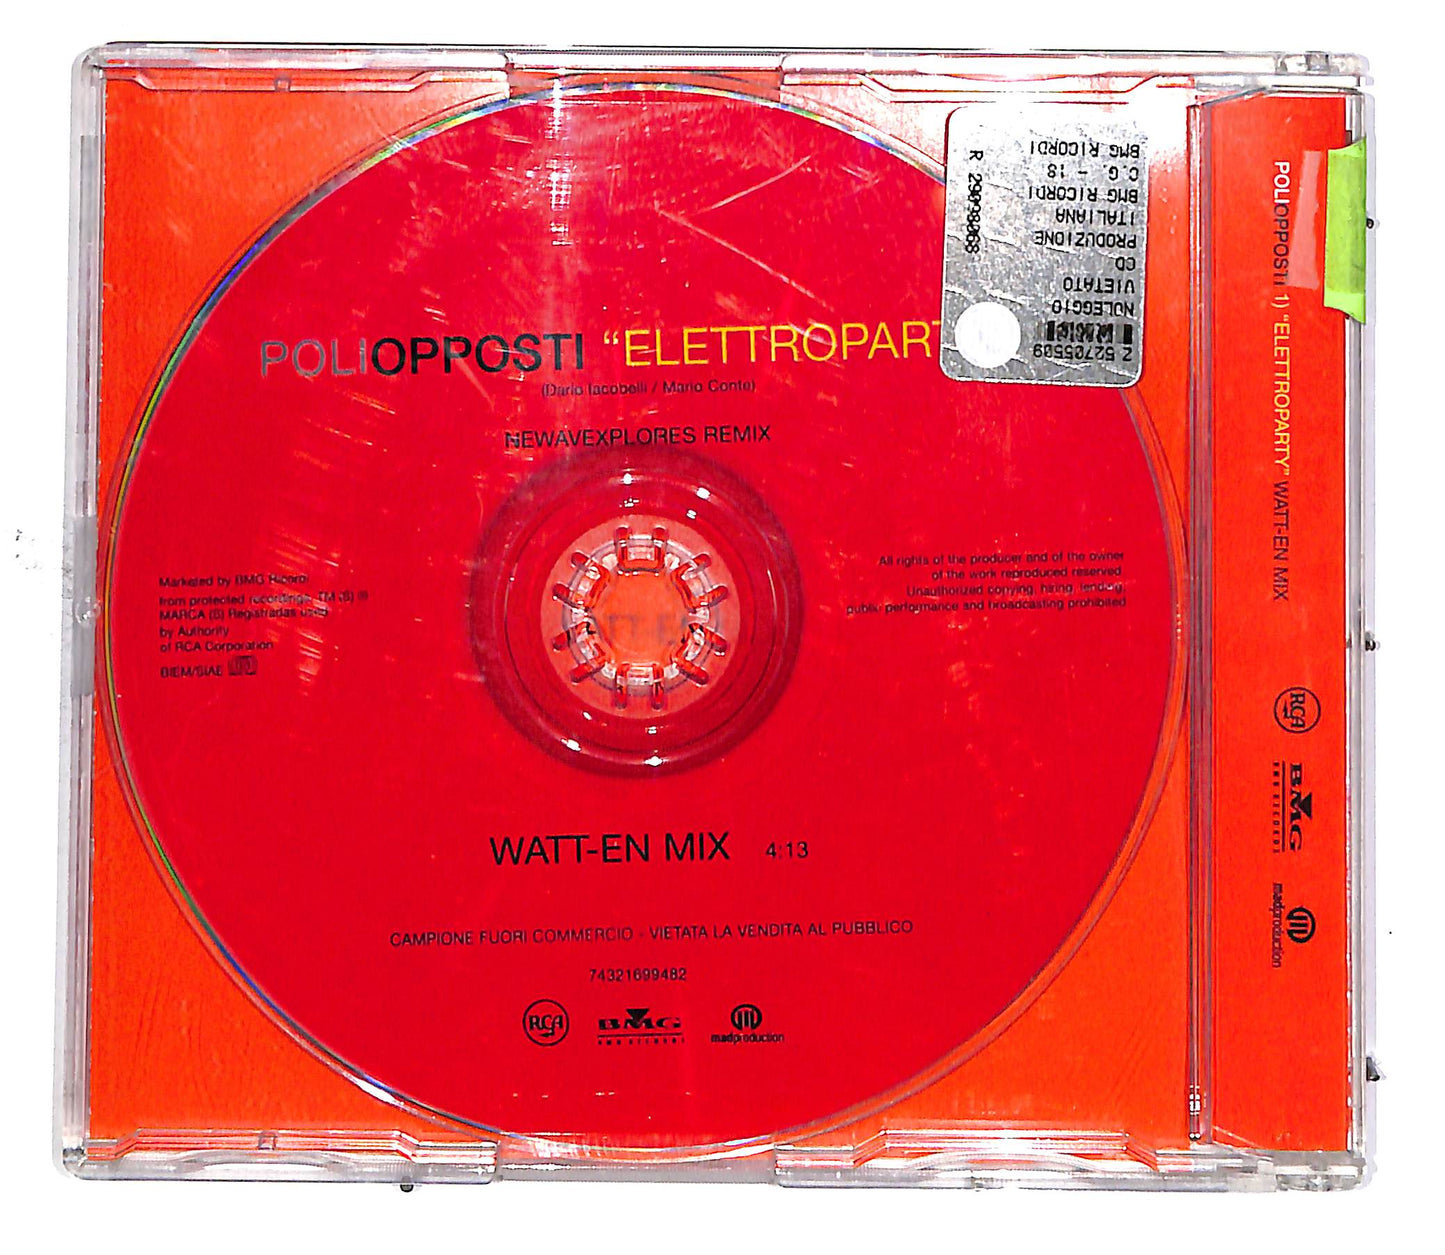 POLIOPPOSTI "ELETTROPART
(Dario Iacobelli / Mario Conte)
NEWAVEXPLORES REMIX
Marketed by BMG Ricordi
from protected recordings. TM (S) ®
MARCA (S) Registradas used
by Authority
of RCA Corporation
BIEM/SIAE
All rights of the producer and of the owner
of the work reproduced reserved.
Unauthorized copying, hiring, lending,
public performance and broadcasting prohibited
WATT-EN MIX 4:13
CAMPIONE FUORI COMMERCIO - VIETATA LA VENDITA AL PUBBLICO
74321699482
RCA
BMG
madproduction
Z 52705509
NOLEGGIO
VIETATO
CD
PRODUZIONE
ITALIANA
BMG RICORDI
C.G. - 18
BMG RICORDI
R 29098068
POLIOPPOSTI 1) "ELETTROPARTY" WATT-EN MIX
RCA
BMG
madproduction